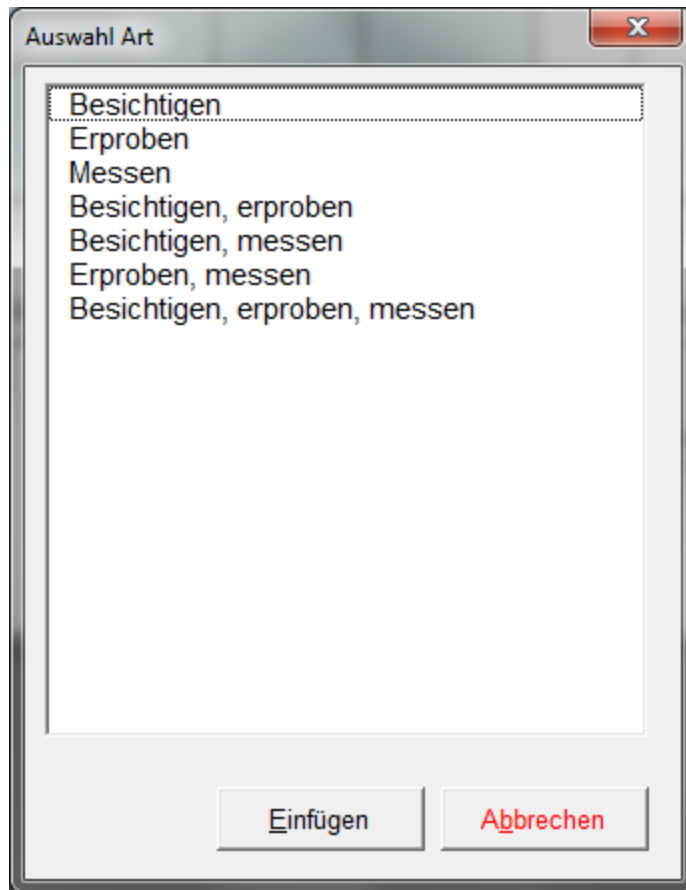 Auswahl Art
Besichtigen
Erproben
Messen
Besichtigen, erproben
Besichtigen, messen
Erproben, messen
Besichtigen, erproben, messen
Einfügen
Abbrechen